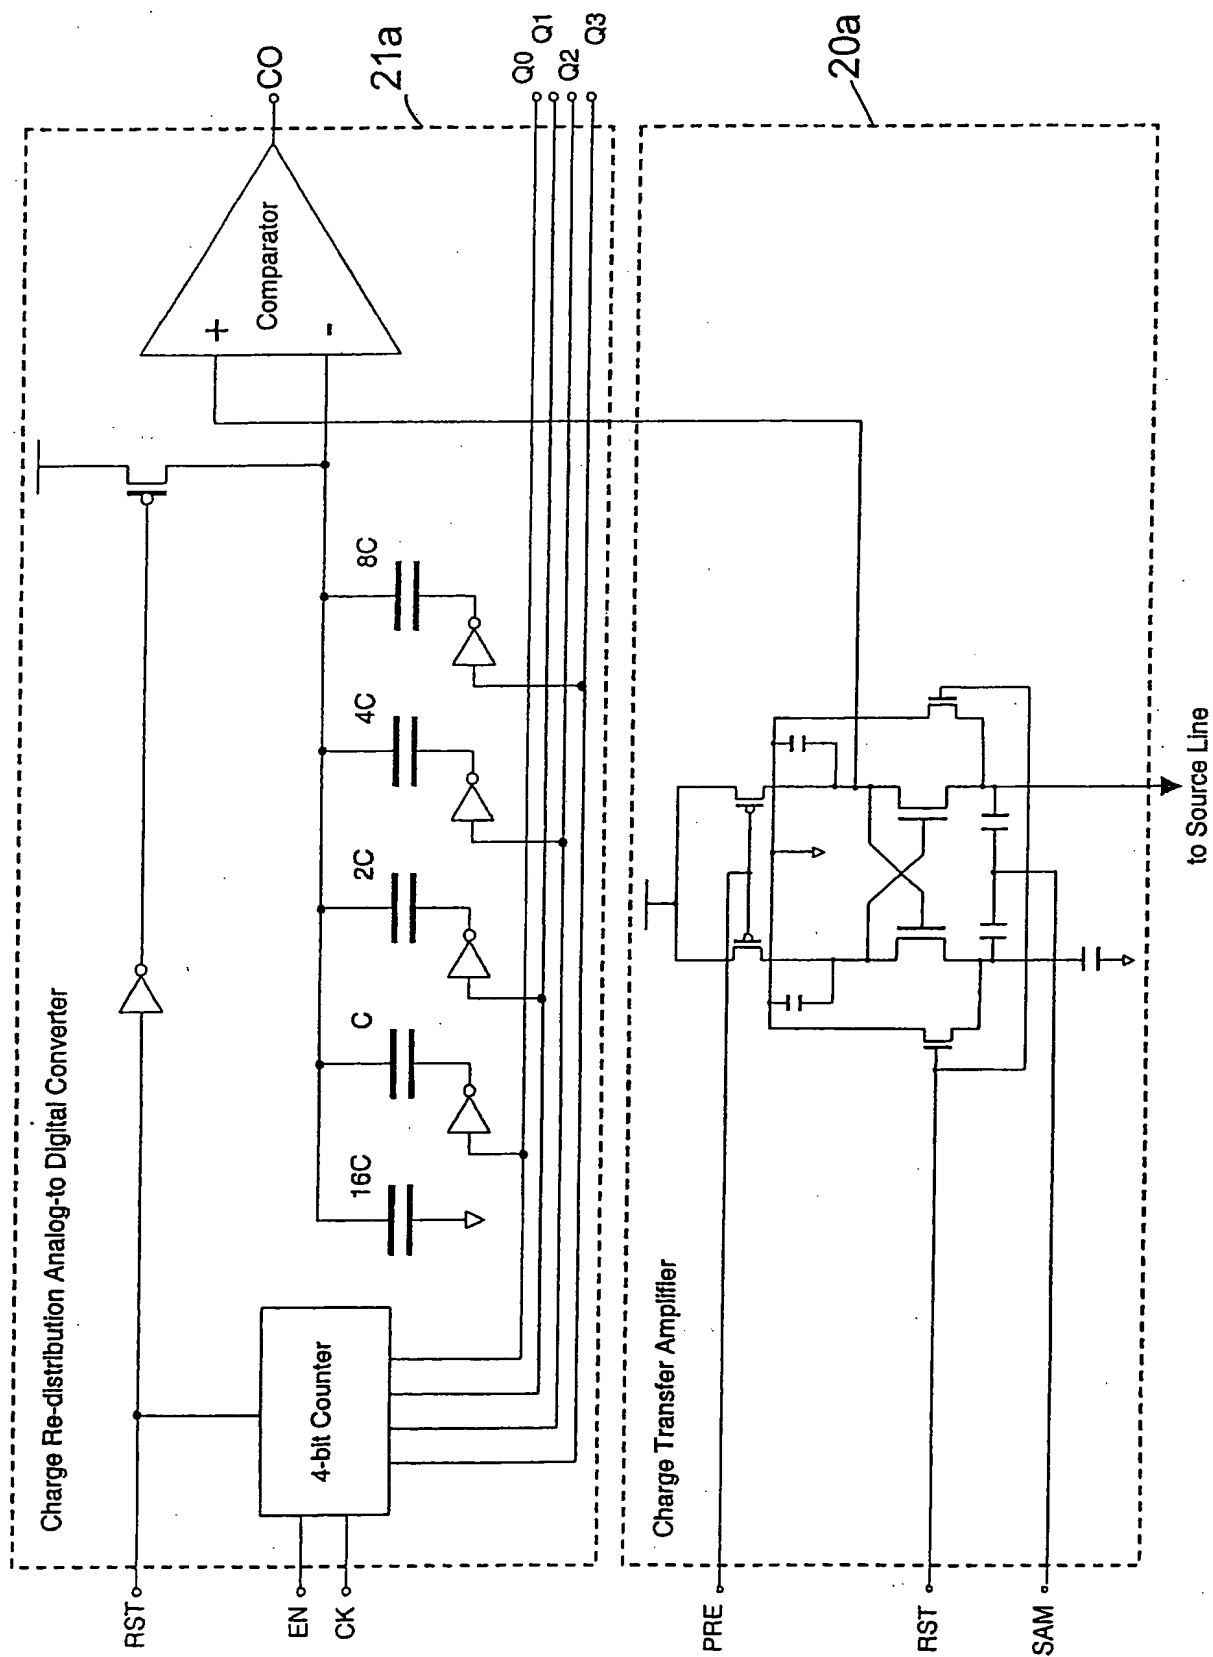 Charge Re-distribution Analog-to Digital Converter
21a
RST
EN
CK
4-bit Counter
16C
C
2C
4C
8C
+
-
Comparator
CO
Q0
Q1
Q2
Q3
Charge Transfer Amplifier
20a
PRE
RST
SAM
to Source Line